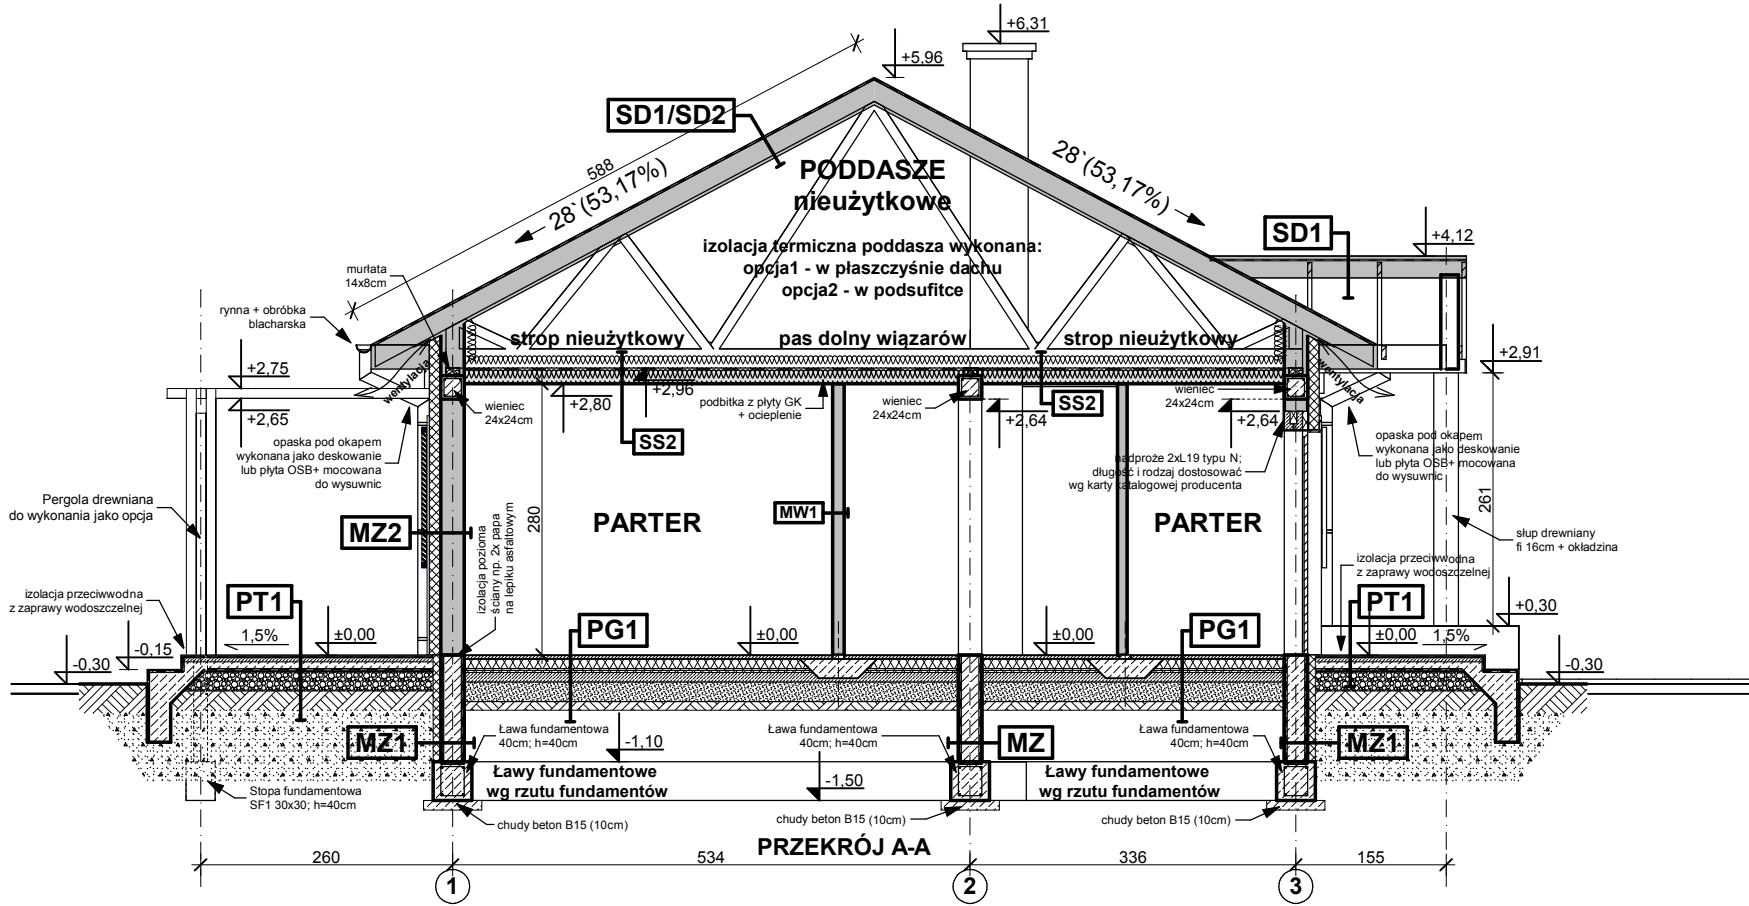 +6,31
+5,96
SD1/SD2
588
28`(53,17%)
28`(53,17%)
PODDASZE
nieużytkowe
izolacja termiczna poddasza wykonana:
opcja1 - w płaszczyśnie dachu
opcja2 - w podsufitce
SD1
+4,12
murłata
14x8cm
rynna + obróbka
blacharska
strop nieużytkowy
pas dolny wiązarów
strop nieużytkowy
+2,75
+2,65
wentylacja
wentylacja
+2,91
+2,80
+2,96
wieniec
24x24cm
podbitka z płyty GK
+ ocieplenie
wieniec
24x24cm
+2,64
SS2
SS2
wieniec
24x24cm
+2,64
opaska pod okapem
wykonana jako deskowanie
lub płyta OSB+ mocowana
do wysuwnic
opaska pod okapem
wykonana jako deskowanie
lub płyta OSB+ mocowana
do wysuwnic
nadproże 2xL19 typu N;
długość i rodzaj dostosować
wg karty katalogowej producenta
Pergola drewniana
do wykonania jako opcja
MZ2
izolacja pozioma
ściany np. 2x papa
na lepiku asfaltowym
280
PARTER
MW1
PARTER
261
słup drewniany
fi 16cm + okładzina
izolacja przeciwwodna
z zaprawy wodoszczelnej
izolacja przeciwwodna
z zaprawy wodoszczelnej
PT1
PG1
PG1
PT1
1,5%
±0,00
±0,00
±0,00
±0,00
1,5%
+0,30
-0,30
-0,15
-0,30
MZ1
Ława fundamentowa
40cm; h=40cm
-1,10
Ława fundamentowa
40cm; h=40cm
MZ
Ława fundamentowa
40cm; h=40cm
MZ1
Ławy fundamentowe
wg rzutu fundamentów
-1,50
Ławy fundamentowe
wg rzutu fundamentów
Stopa fundamentowa
SF1 30x30; h=40cm
chudy beton B15 (10cm)
chudy beton B15 (10cm)
chudy beton B15 (10cm)
PRZEKRÓJ A-A
260
534
336
155
1
2
3